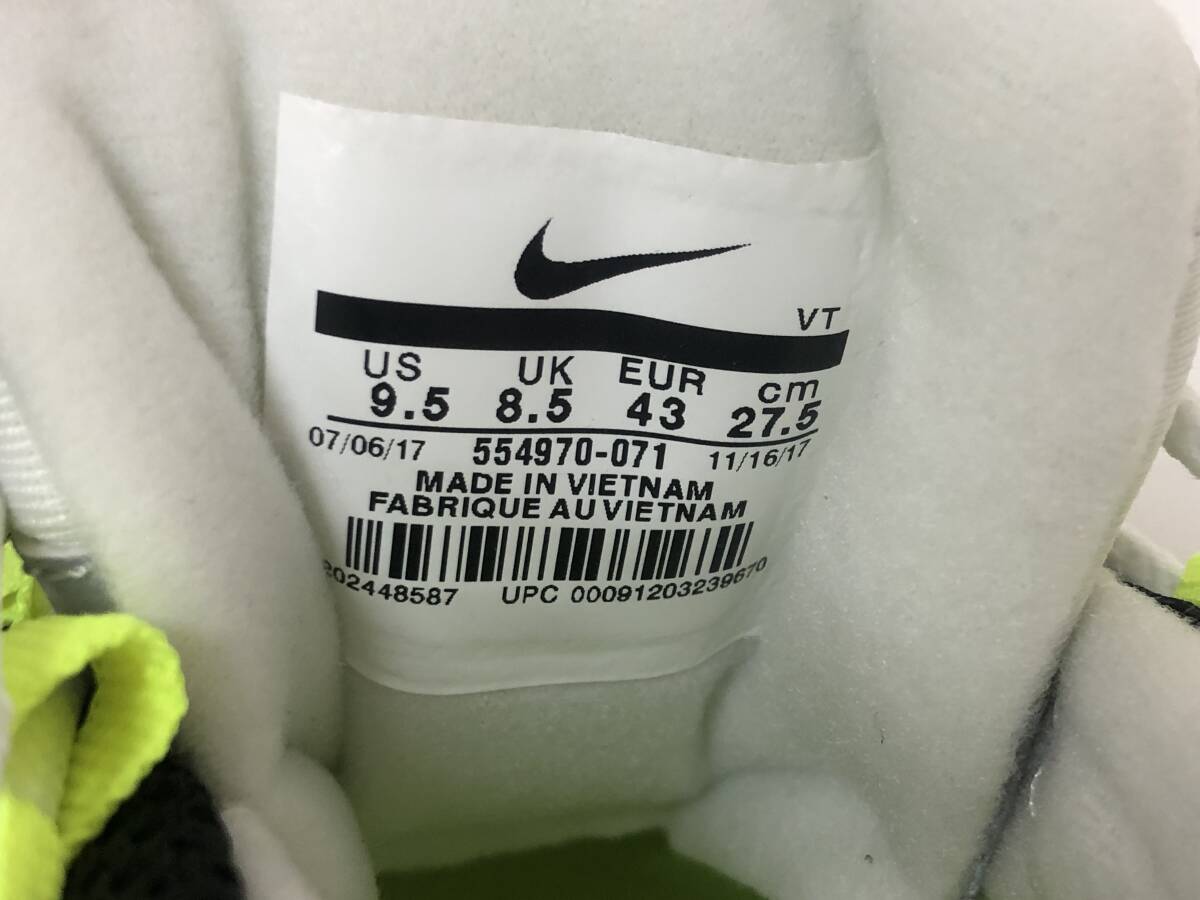 VT
US UK EUR cm
9.5 8.5 43 27.5
07/06/17 554970-071 11/16/17
MADE IN VIETNAM
FABRIQUE AU VIETNAM
202448587 UPC 00091203239670